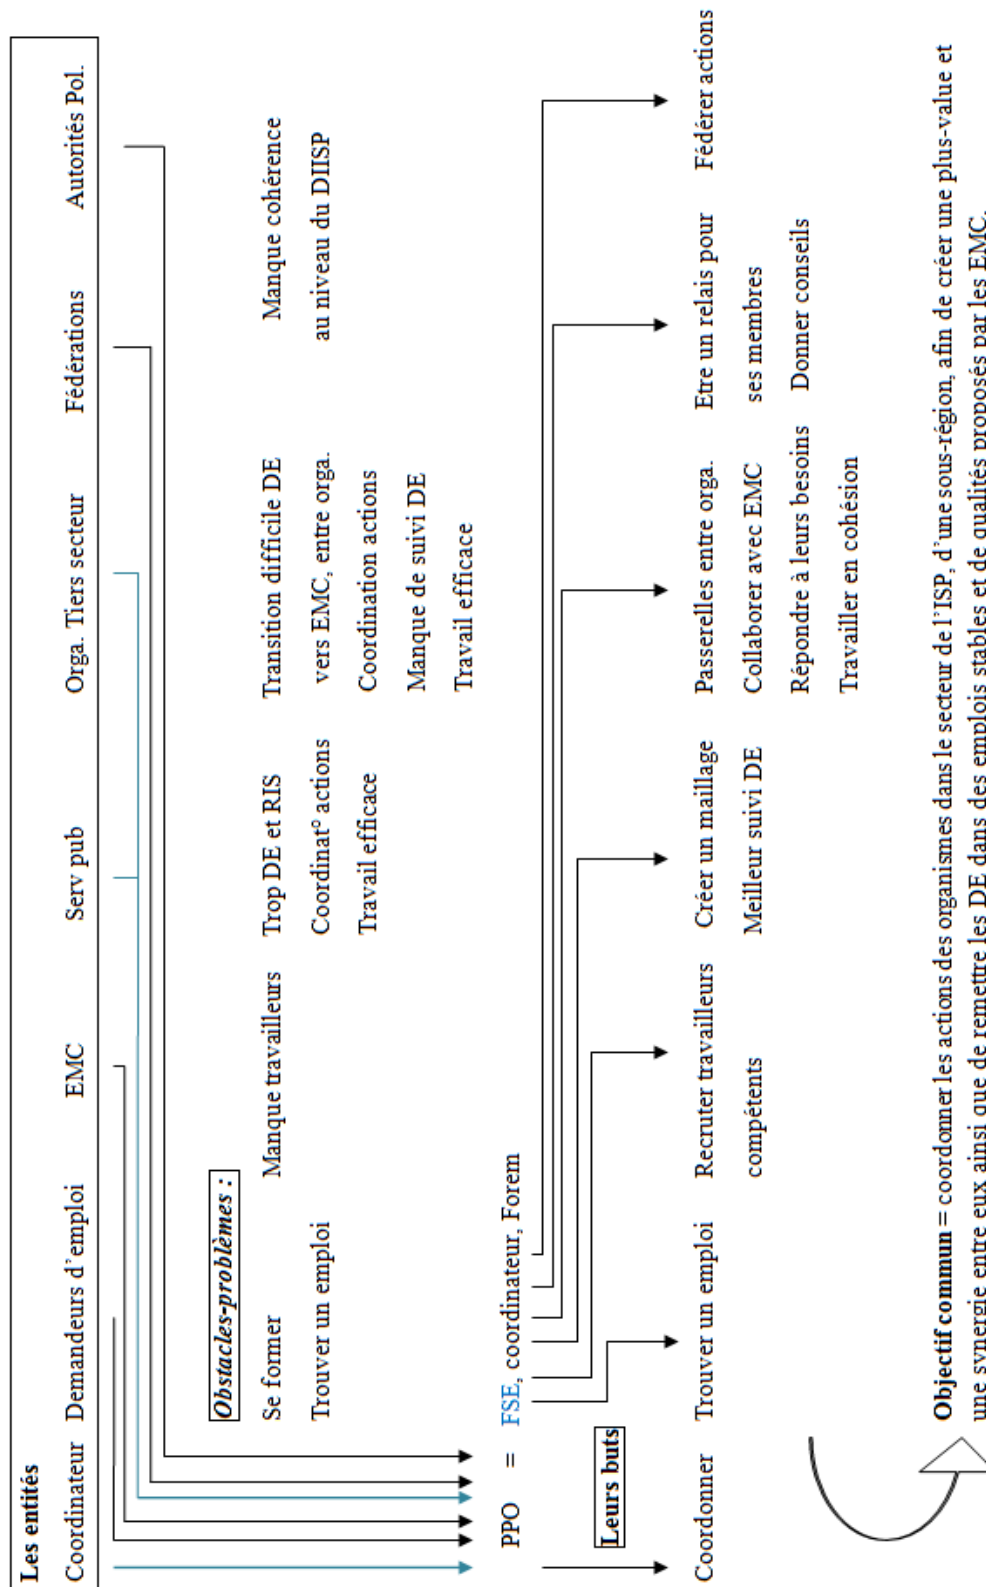 Les entités
Coordinateur Demandeurs d'emploi EMC Serv pub Orga. Tiers secteur Fédérations Autorités Pol.
Obstacles-problèmes :
Se former Manque travailleurs Trop DE et RIS Transition difficile DE Manque cohérence
Trouver un emploi Coordinat° actions vers EMC, entre orga. au niveau du DIISP
Travail efficace Coordination actions
Manque de suivi DE
Travail efficace
PPO = FSE, coordinateur, Forem
Leurs buts
Coordonner Trouver un emploi Recruter travailleurs Créer un maillage Passerelles entre orga. Etre un relais pour Fédérer actions
compétents Meilleur suivi DE Collaborer avec EMC ses membres
Répondre à leurs besoins Donner conseils
Travailler en cohésion
Objectif commun = coordonner les actions des organismes dans le secteur de l'ISP, d'une sous-région, afin de créer une plus-value et
une synergie entre eux ainsi que de remettre les DE dans des emplois stables et de qualités proposés par les EMC.